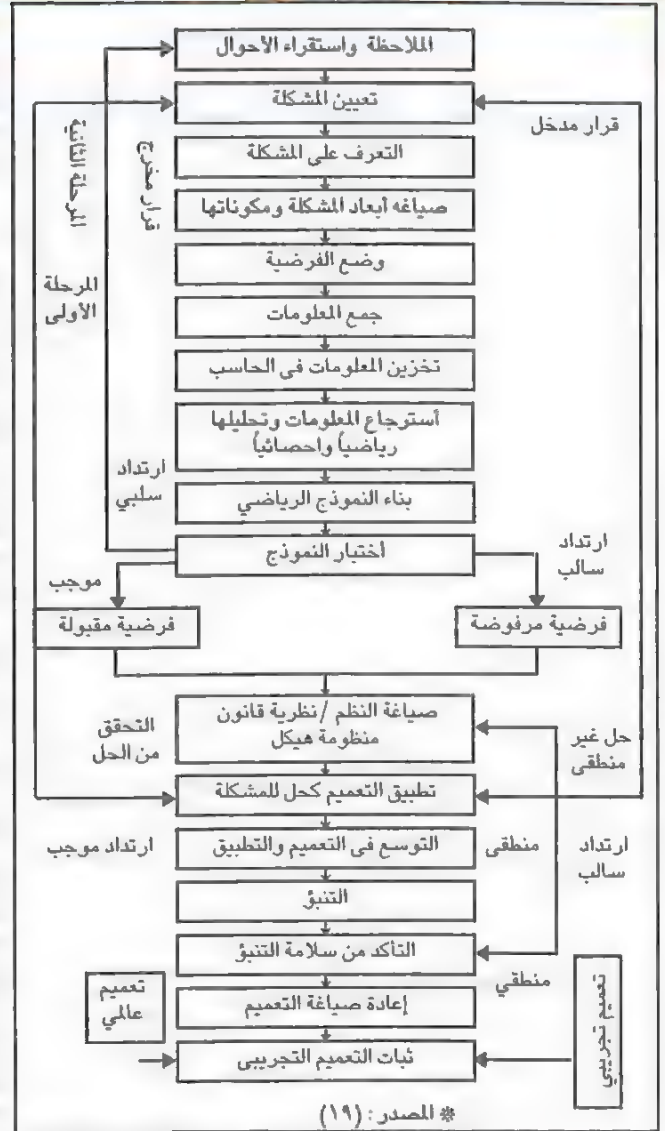 الملاحظة واستقراء الأحوال
تعيين المشكلة
قرار مدخل
التعرف على المشكلة
المرحلة الثانية
قرار مخرج
صياغه أبعاد المشكلة ومكوناتها
وضع الفرضية
المرحلة
الأولى
جمع المعلومات
تخزين المعلومات فى الحاسب
أسترجاع المعلومات وتحليلها
رياضياً واحصائياً
ارتداد
سلبي
بناء النموذج الرياضي
أختبار النموذج
ارتداد
سالب
موجب
فرضية مرفوضة
فرضية مقبولة
صياغة النظم / نظرية قانون
منظومة هيكل
حل غير
منطقى
التحقق
من الحل
تطبيق التعميم كحل للمشكلة
ارتداد
سالب
منطقى
التوسع فى التعميم والتطبيق
ارتداد موجب
التنبؤ
التأكد من سلامة التنبؤ
منطقي
تعميم تجريبي
إعادة صياغة التعميم
تعميم
عالمي
ثبات التعميم التجريبى
* المصدر : (١٩)